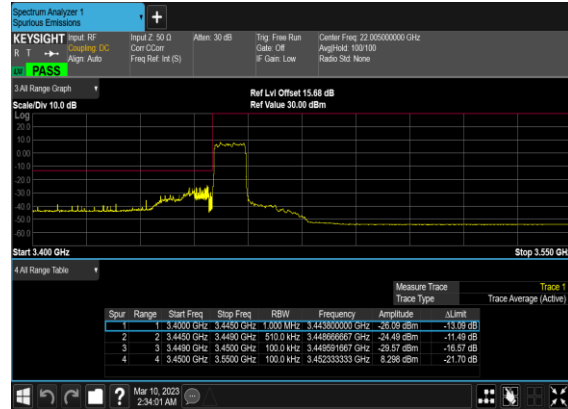 Spectrum Analyzer 1
Spurious Emissions
KEYSIGHT Input: RF
R T Coupling: DC
Align: Auto
LXI PASS
Input Z: 50 Ω
Corr CCorr
Freq Ref: Int (S)
Atten: 30 dB
Trig: Free Run
Gate: Off
IF Gain: Low
Center Freq: 22.005000000 GHz
Avg|Hold: 100/100
Radio Std: None
3 All Range Graph
Scale/Div 10.0 dB
Ref Lvl Offset 15.68 dB
Ref Value 30.00 dBm
Log
20.0
10.0
0.00
-10.0
-20.0
-30.0
-40.0
-50.0
-60.0
Start 3.400 GHz Stop 3.550 GHz
4 All Range Table
Measure Trace Trace 1
Trace Type Trace Average (Active)
Spur Range Start Freq Stop Freq RBW Frequency Amplitude ΔLimit
1 1 3.4000 GHz 3.4450 GHz 1.000 MHz 3.443800000 GHz -26.09 dBm -13.09 dB
2 2 3.4450 GHz 3.4490 GHz 510.0 kHz 3.448666667 GHz -24.49 dBm -11.49 dB
3 3 3.4490 GHz 3.4500 GHz 100.0 kHz 3.449591667 GHz -29.57 dBm -16.57 dB
4 4 3.4500 GHz 3.5500 GHz 100.0 kHz 3.452333333 GHz 8.298 dBm -21.70 dB
? Mar 10, 2023
2:34:01 AM